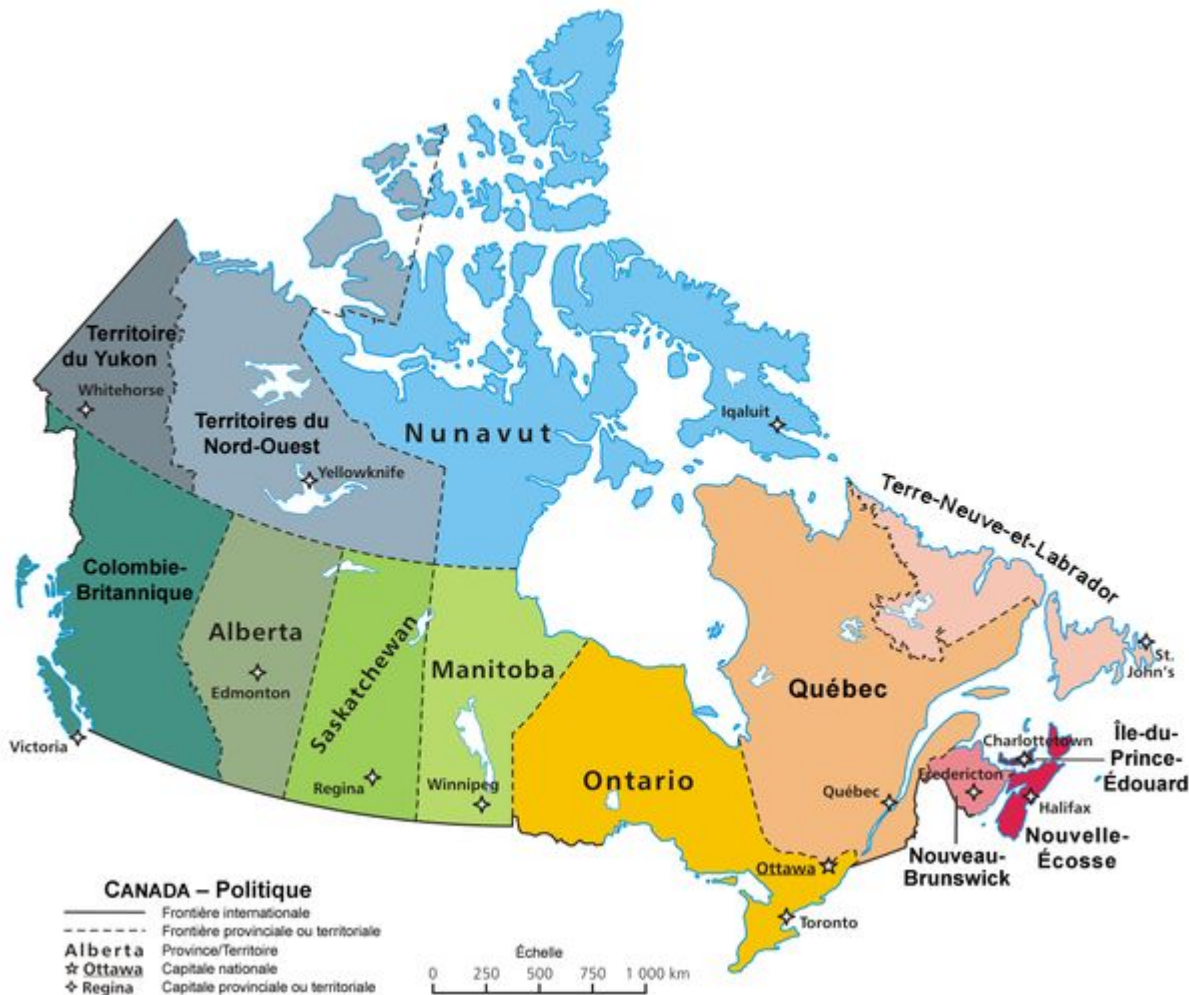 Territoire
du Yukon
Whitehorse
Territoires du
Nord-Ouest
Yellowknife
Nunavut
Iqaluit
Terre-Neuve-et-Labrador
Colombie-
Britannique
Alberta
Edmonton
Saskatchewan
Manitoba
Québec
St.
John's
Victoria
Regina
Winnipeg
Ontario
Québec
Charlottetown
Île-du-
Prince-
Édouard
Fredericton
Halifax
Nouvelle-
Écosse
Nouveau-
Brunswick
Ottawa
Toronto
CANADA – Politique
Frontière internationale
Frontière provinciale ou territoriale
Alberta Province/Territoire
Ottawa Capitale nationale
Regina Capitale provinciale ou territoriale
Échelle
0 250 500 750 1 000 km